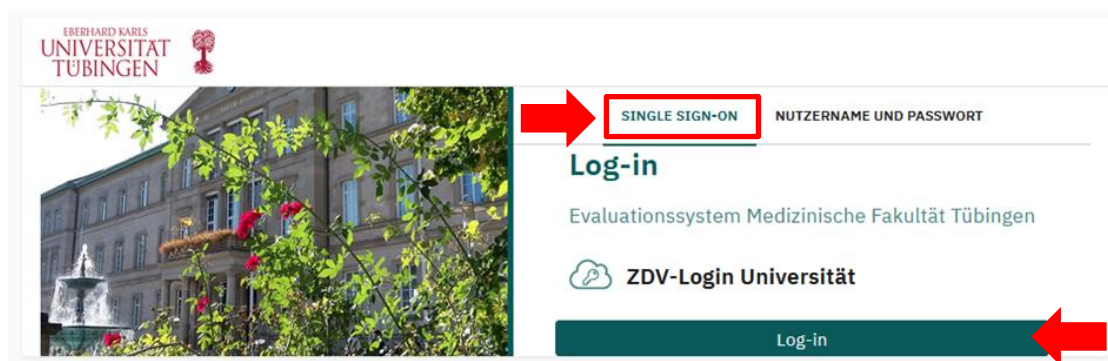 EBERHARD KARLS
UNIVERSITÄT
TÜBINGEN
SINGLE SIGN-ON NUTZERNAME UND PASSWORT
Log-in
Evaluationssystem Medizinische Fakultät Tübingen
ZDV-Login Universität
Log-in